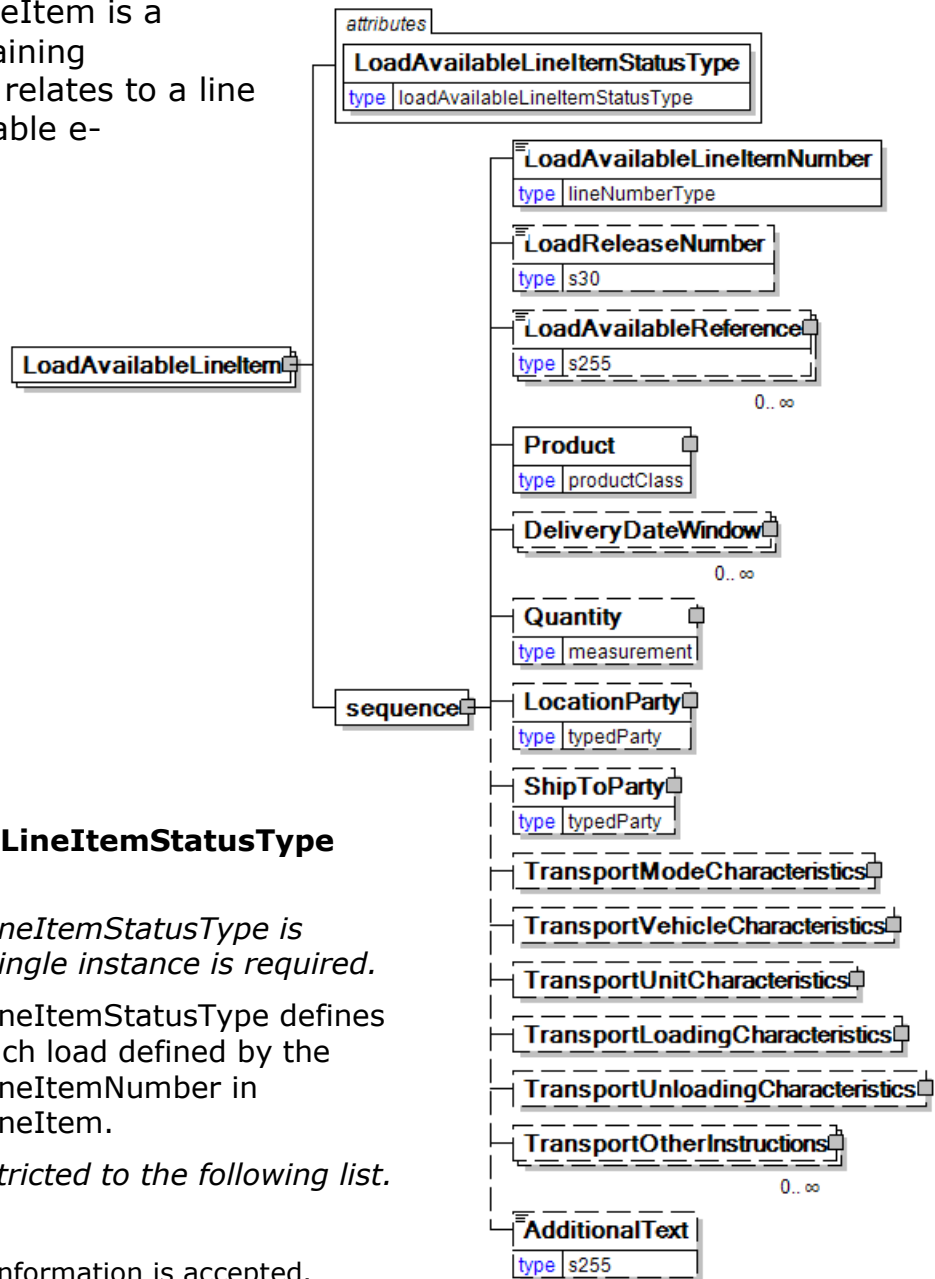 eItem is a
aining
relates to a line
able e-
attributes
LoadAvailableLineItemStatusType
type loadAvailableLineItemStatusType
LoadAvailableLineItemNumber
type lineNumberType
LoadReleaseNumber
type s30
LoadAvailableReference
type s255
0.. ∞
LoadAvailableLineItem
Product
type productClass
DeliveryDateWindow
0.. ∞
Quantity
type measurement
sequence
LocationParty
type typedParty
ShipToParty
type typedParty
TransportModeCharacteristics
TransportVehicleCharacteristics
TransportUnitCharacteristics
TransportLoadingCharacteristics
TransportUnloadingCharacteristics
TransportOtherInstructions
0.. ∞
AdditionalText
type s255
LineItemStatusType
neItemStatusType is
ingle instance is required.
neItemStatusType defines
ch load defined by the
neItemNumber in
neItem.
tricted to the following list.
nformation is accepted.